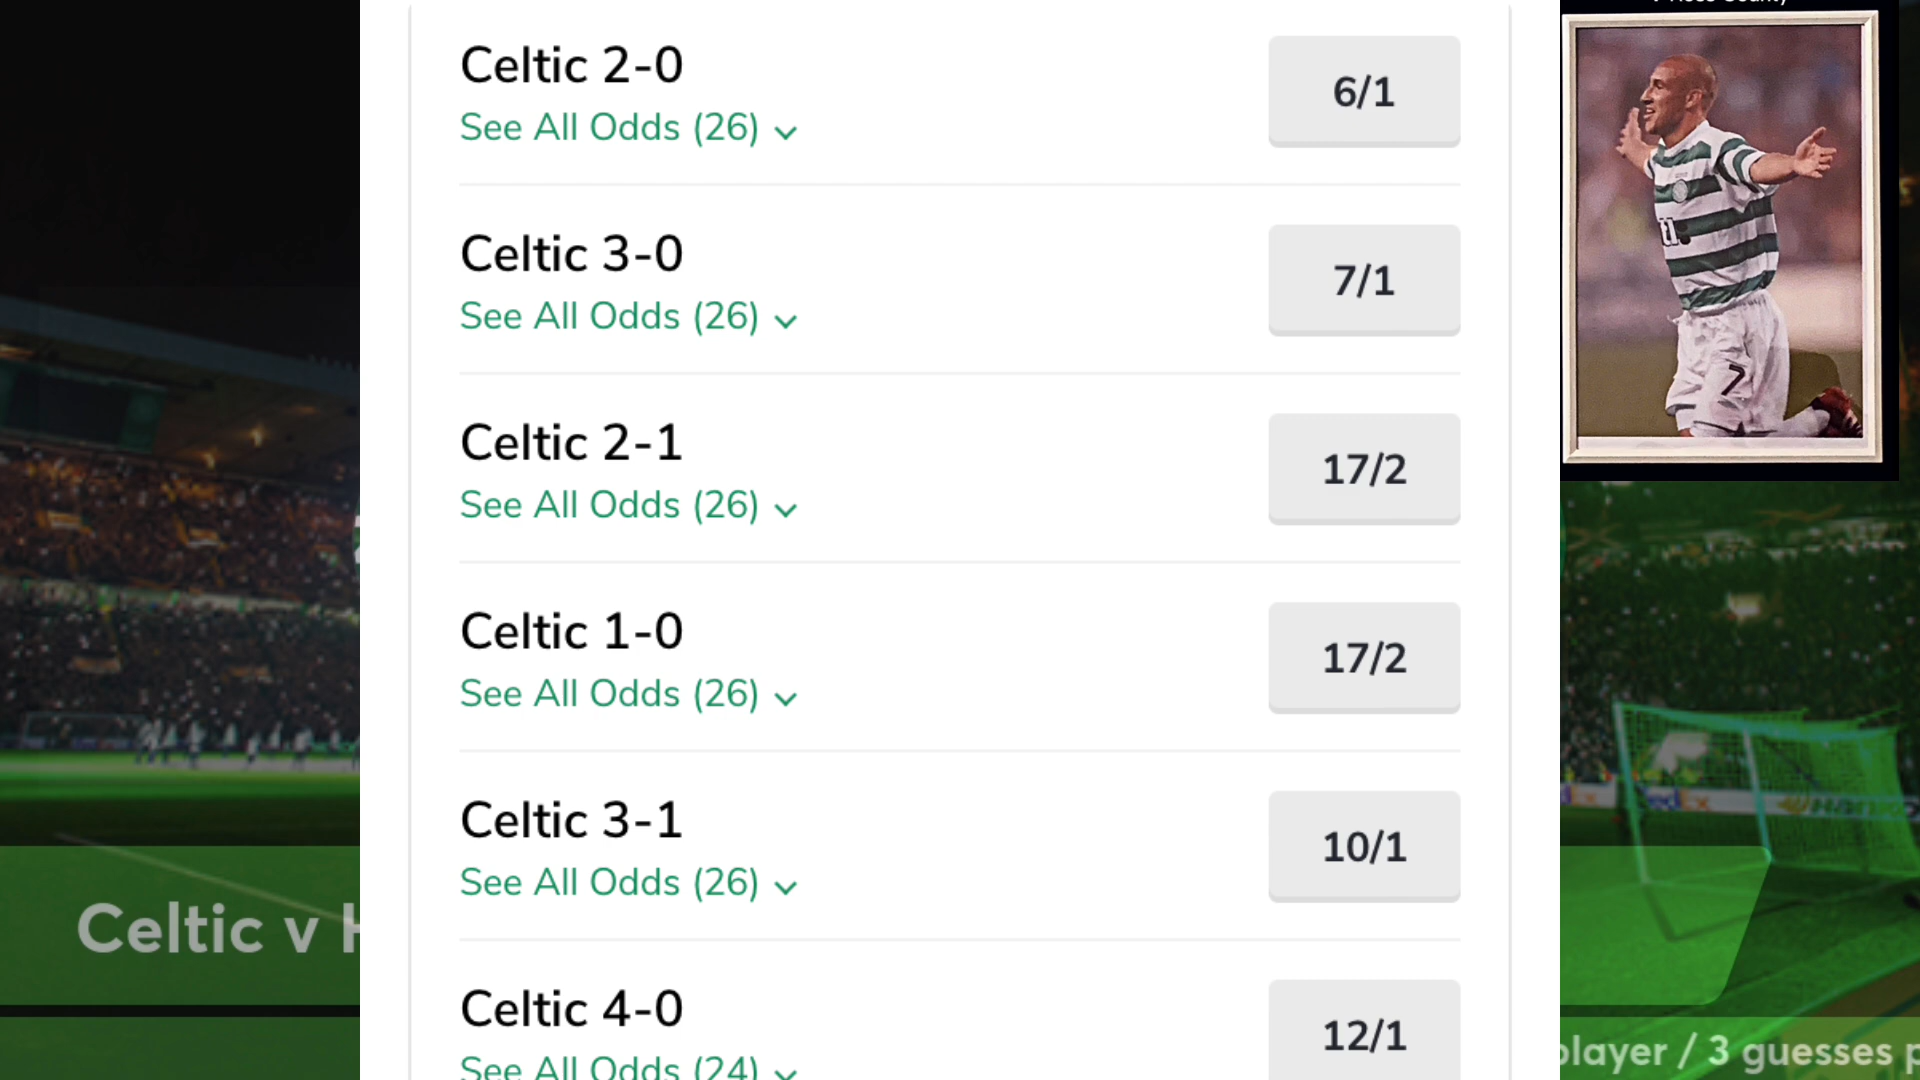 Celtic 2-0
6/1
See All Odds (26)
Celtic 3-0
7/1
See All Odds (26)
Celtic 2-1
17/2
See All Odds (26)
Celtic 1-0
17/2
See All Odds (26)
Celtic 3-1
10/1
See All Odds (26)
Celtic 4-0
12/1
See All Odds (24)
7
Celtic v
player / 3 guesses